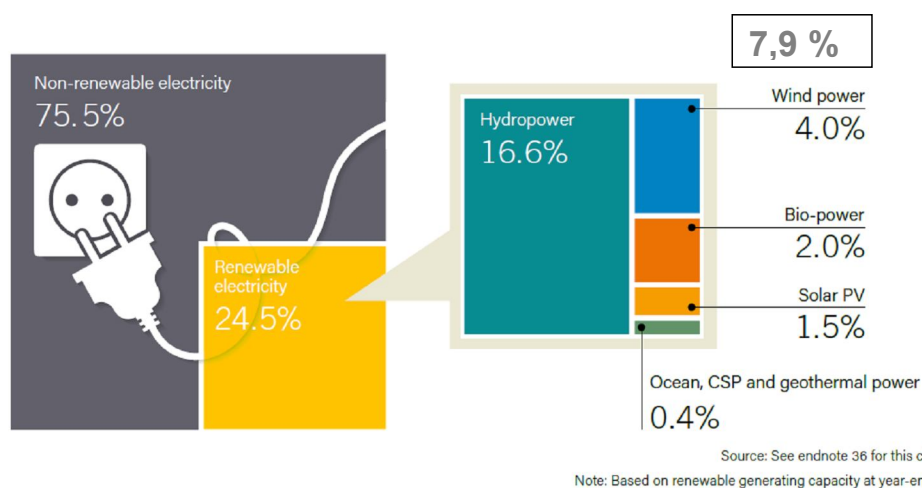 7,9 %
Non-renewable electricity
75.5%
Renewable
electricity
24.5%
Hydropower
16.6%
Wind power
4.0%
Bio-power
2.0%
Solar PV
1.5%
Ocean, CSP and geothermal power
0.4%
Source: See endnote 36 for this
Note: Based on renewable generating capacity at